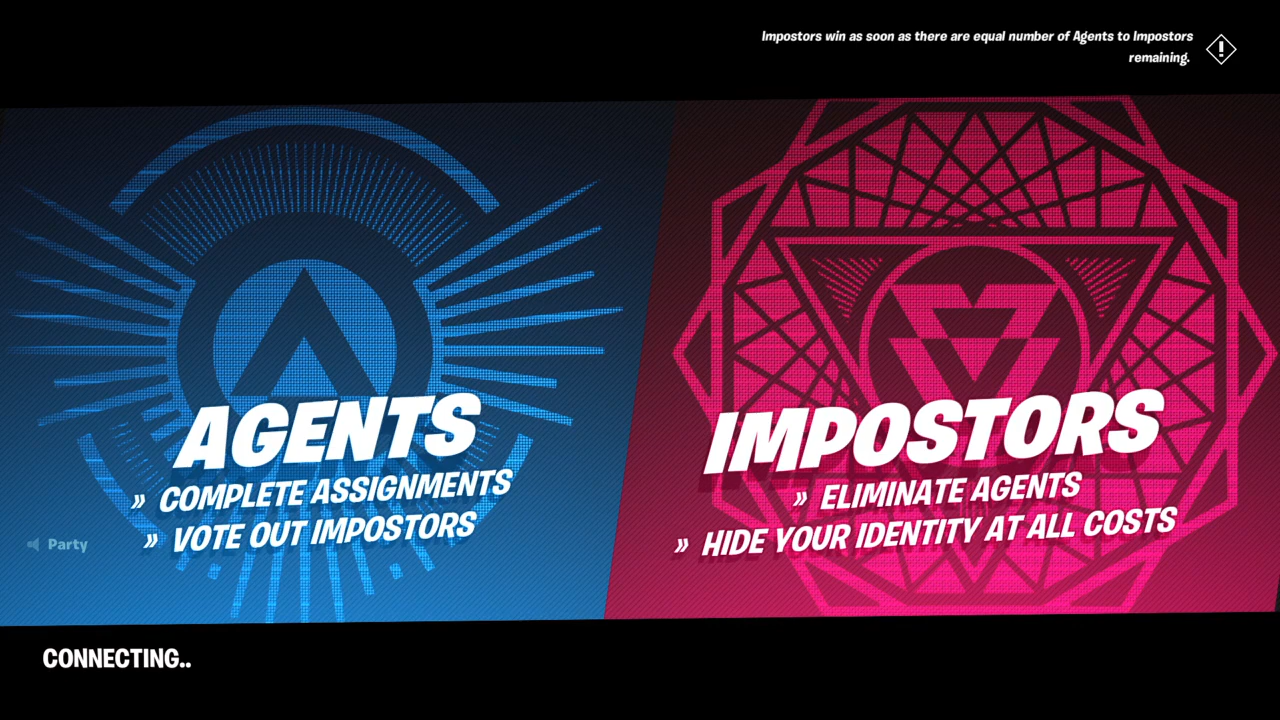 Impostors win as soon as there are equal number of Agents to Impostors
remaining.
AGENTS
» COMPLETE ASSIGNMENTS
» VOTE OUT IMPOSTORS
IMPOSTORS
» ELIMINATE AGENTS
» HIDE YOUR IDENTITY AT ALL COSTS
Party
CONNECTING..